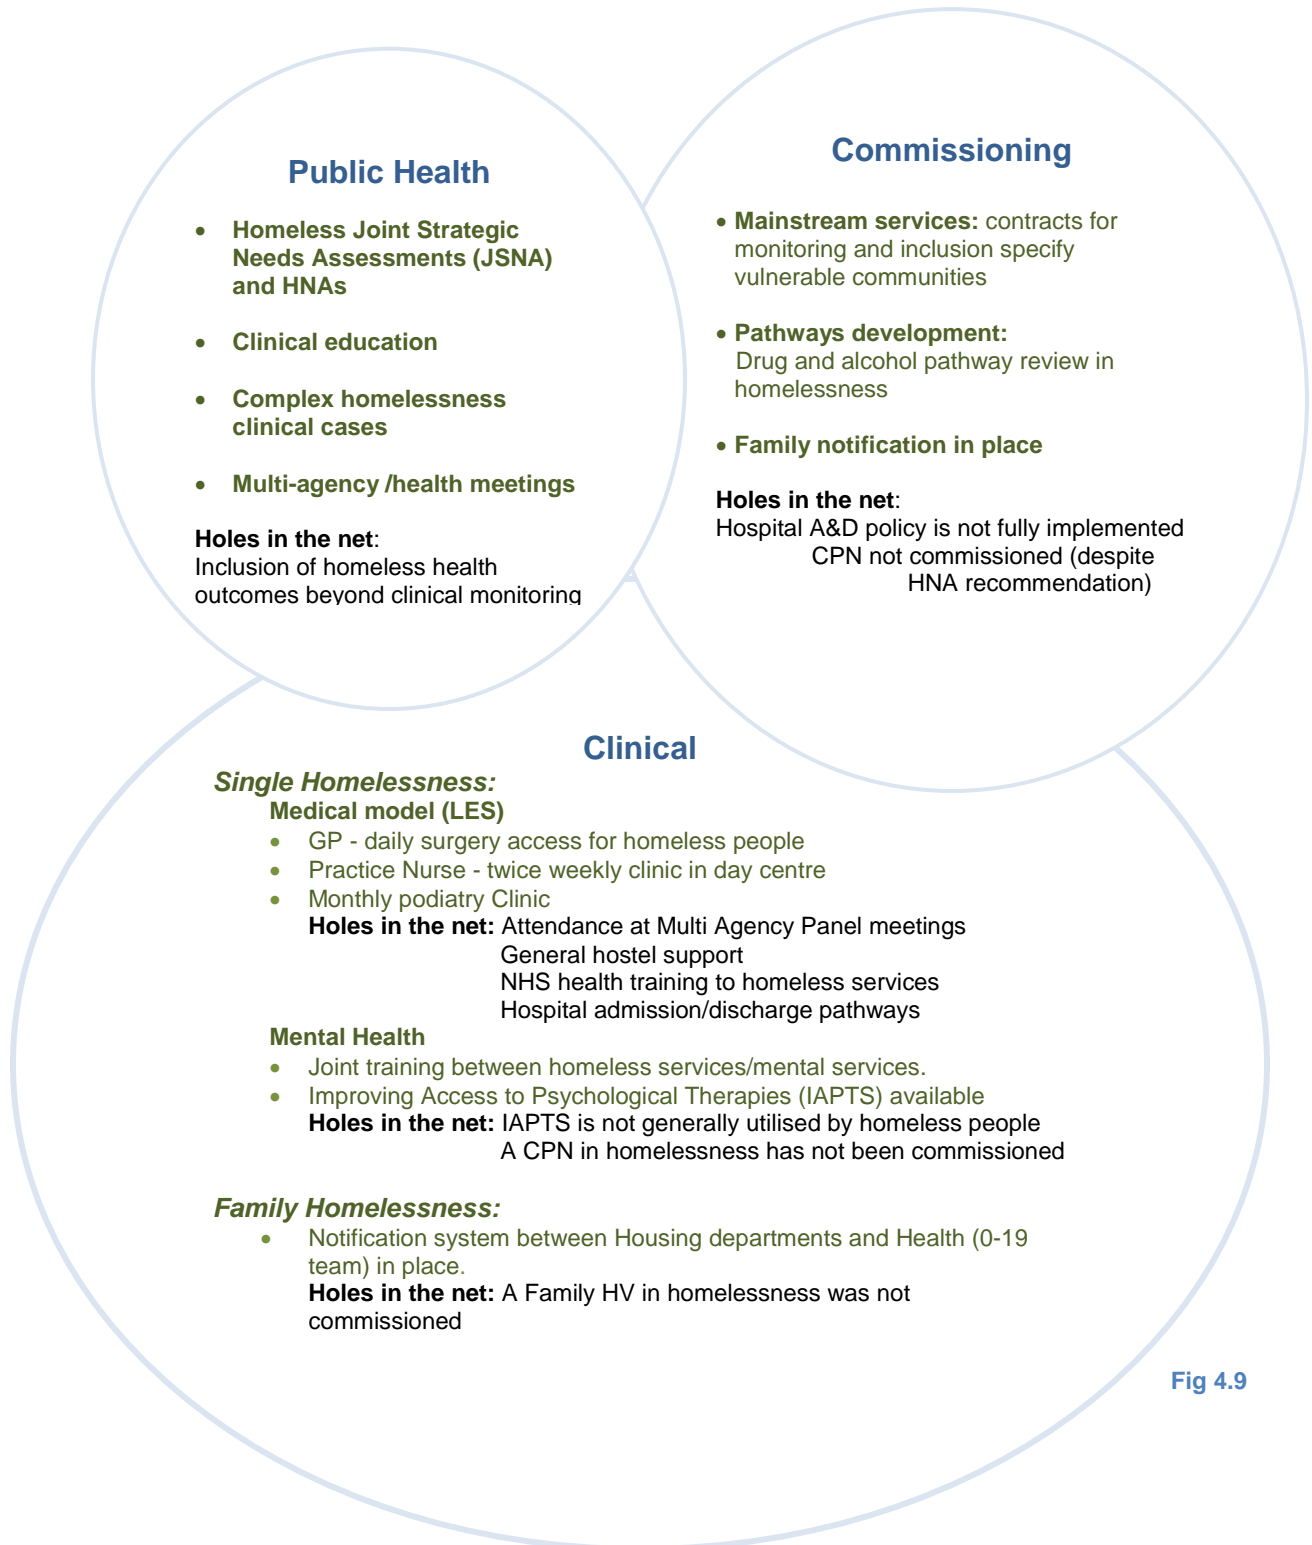 Public Health
• Homeless Joint Strategic
Needs Assessments (JSNA)
and HNAs
• Clinical education
• Complex homelessness
clinical cases
• Multi-agency /health meetings
Holes in the net:
Inclusion of homeless health
outcomes beyond clinical monitoring
Commissioning
• Mainstream services: contracts for
monitoring and inclusion specify
vulnerable communities
• Pathways development:
Drug and alcohol pathway review in
homelessness
• Family notification in place
Holes in the net:
Hospital A&D policy is not fully implemented
CPN not commissioned (despite
HNA recommendation)
Clinical
Single Homelessness:
Medical model (LES)
• GP - daily surgery access for homeless people
• Practice Nurse - twice weekly clinic in day centre
• Monthly podiatry Clinic
Holes in the net: Attendance at Multi Agency Panel meetings
General hostel support
NHS health training to homeless services
Hospital admission/discharge pathways
Mental Health
• Joint training between homeless services/mental services.
• Improving Access to Psychological Therapies (IAPTS) available
Holes in the net: IAPTS is not generally utilised by homeless people
A CPN in homelessness has not been commissioned
Family Homelessness:
• Notification system between Housing departments and Health (0-19
team) in place.
Holes in the net: A Family HV in homelessness was not
commissioned
Fig 4.9